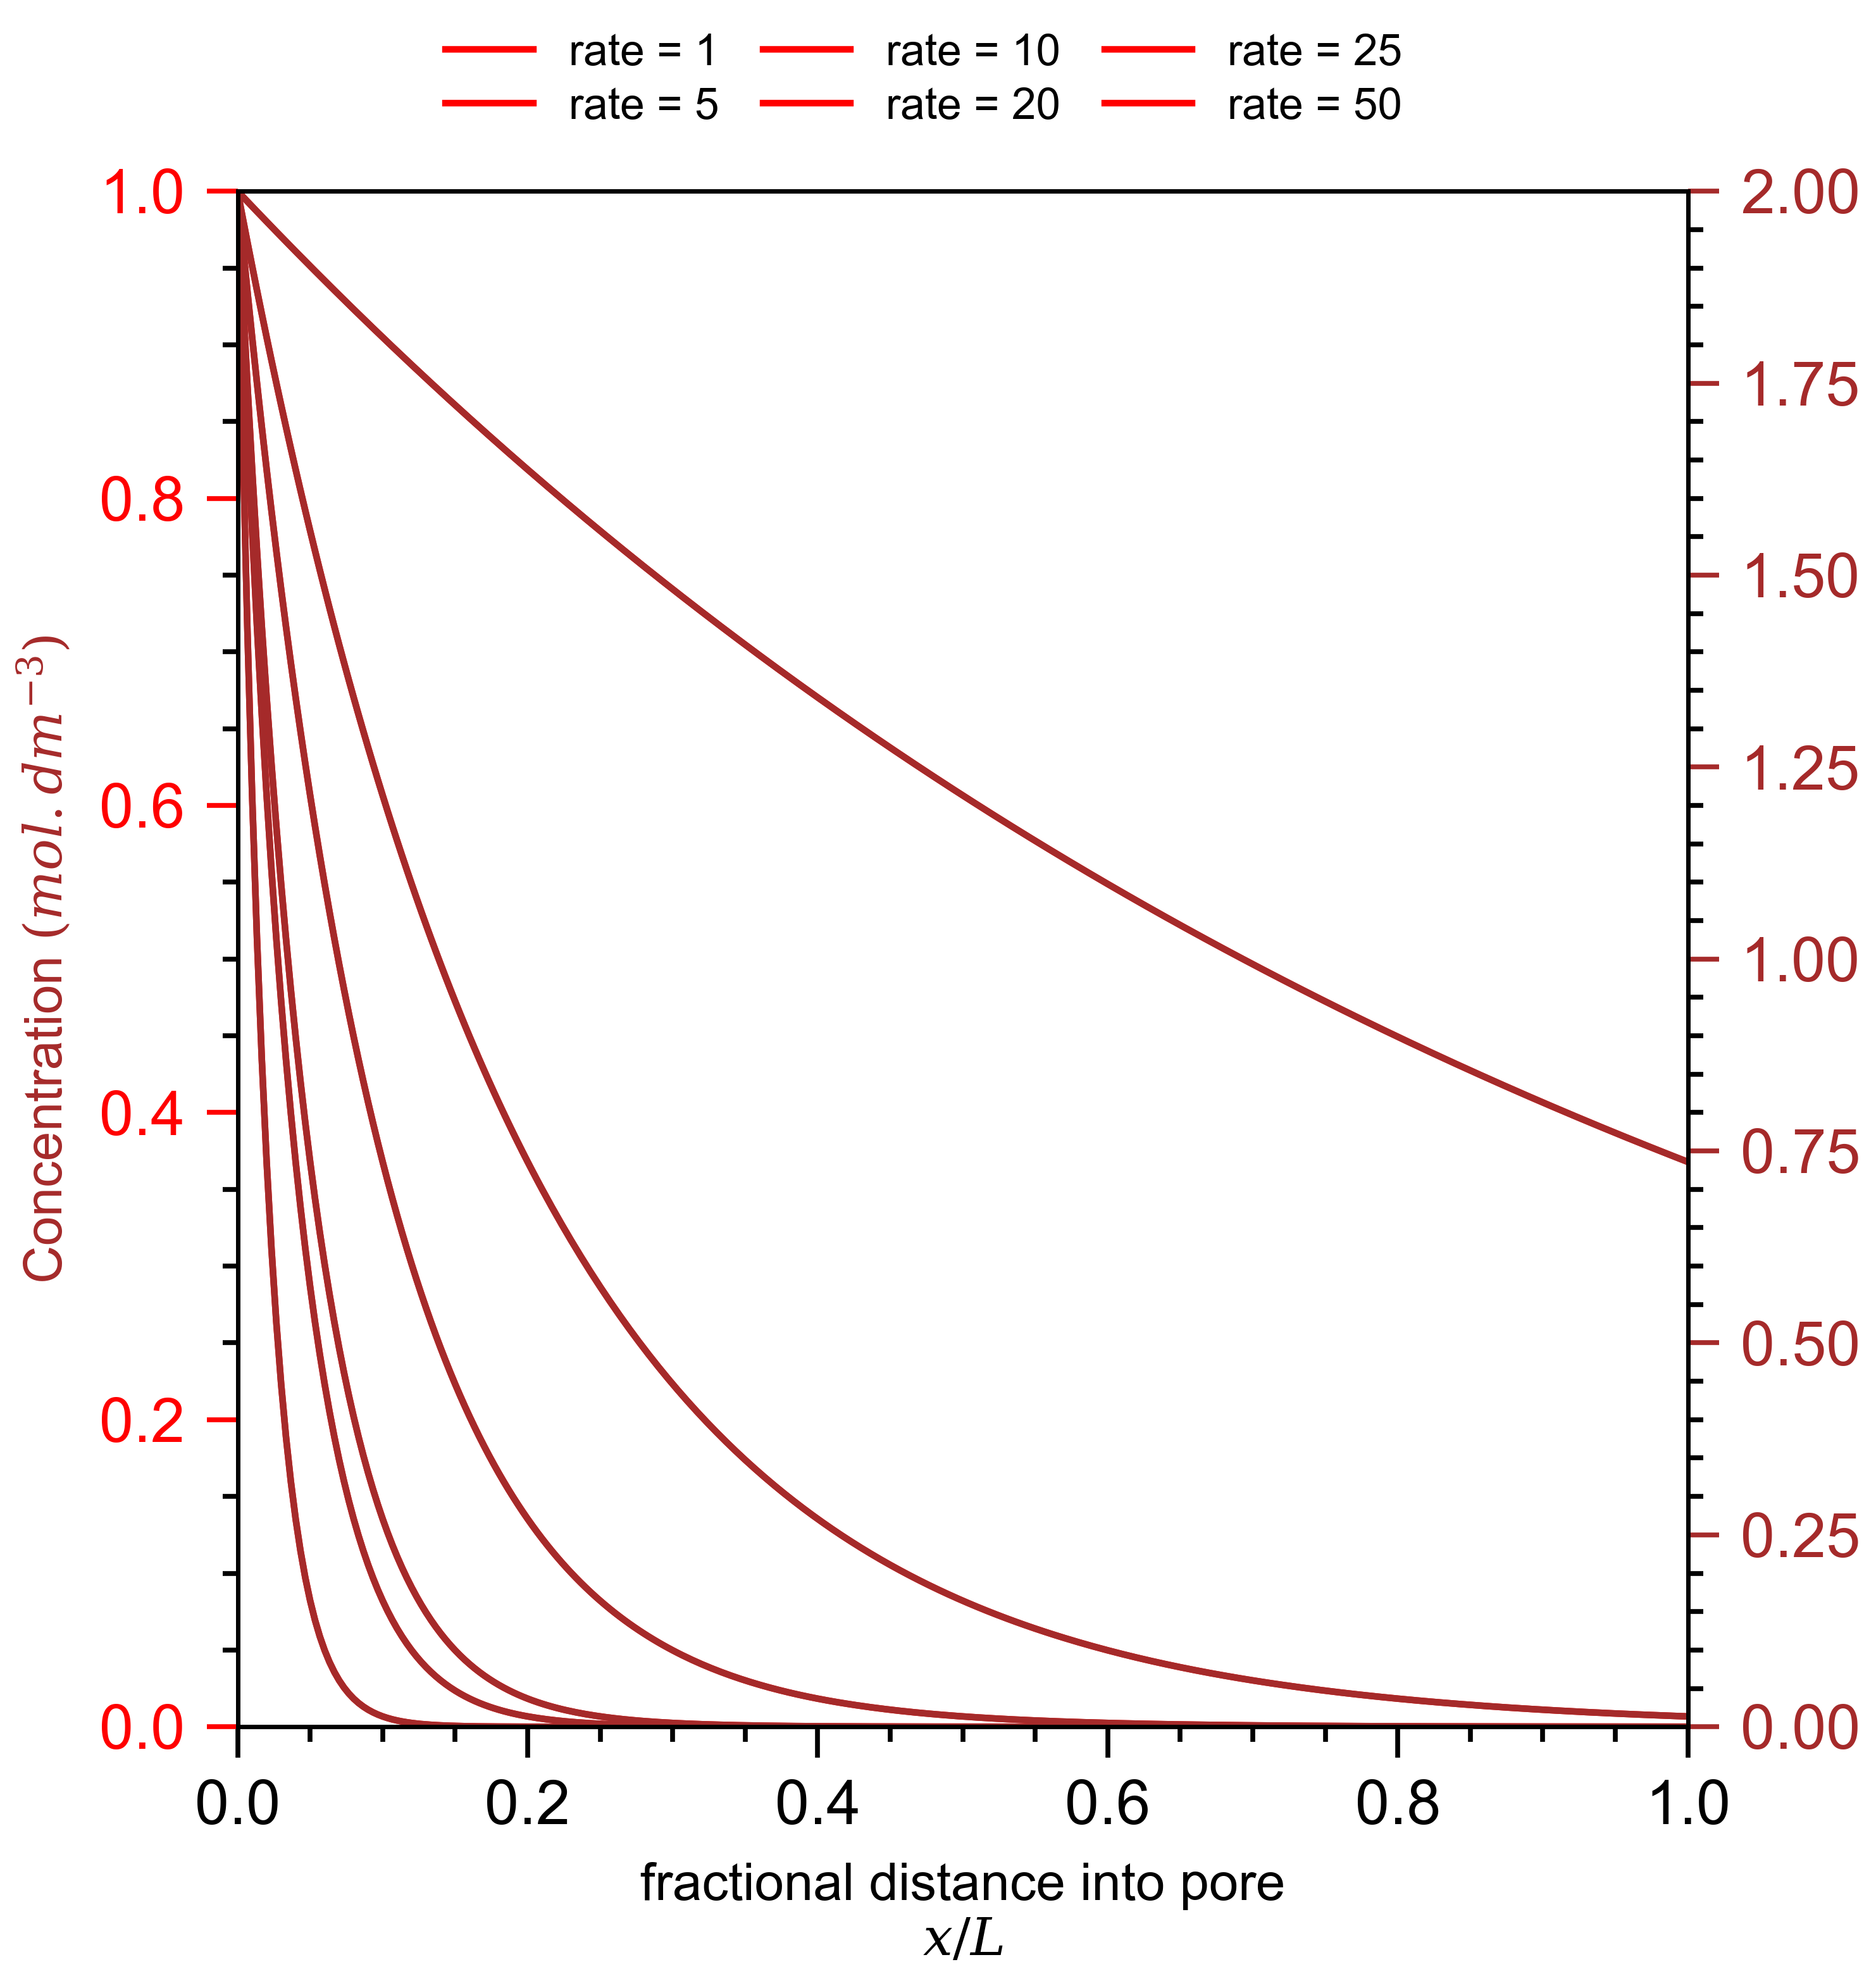 rate = 1 rate = 10 rate = 25
rate = 5 rate = 20 rate = 50
1.0
0.8
0.6
0.4
0.2
0.0
Concentration (mol.dm⁻³)
2.00
1.75
1.50
1.25
1.00
0.75
0.50
0.25
0.00
0.0 0.2 0.4 0.6 0.8 1.0
fractional distance into pore
x/L